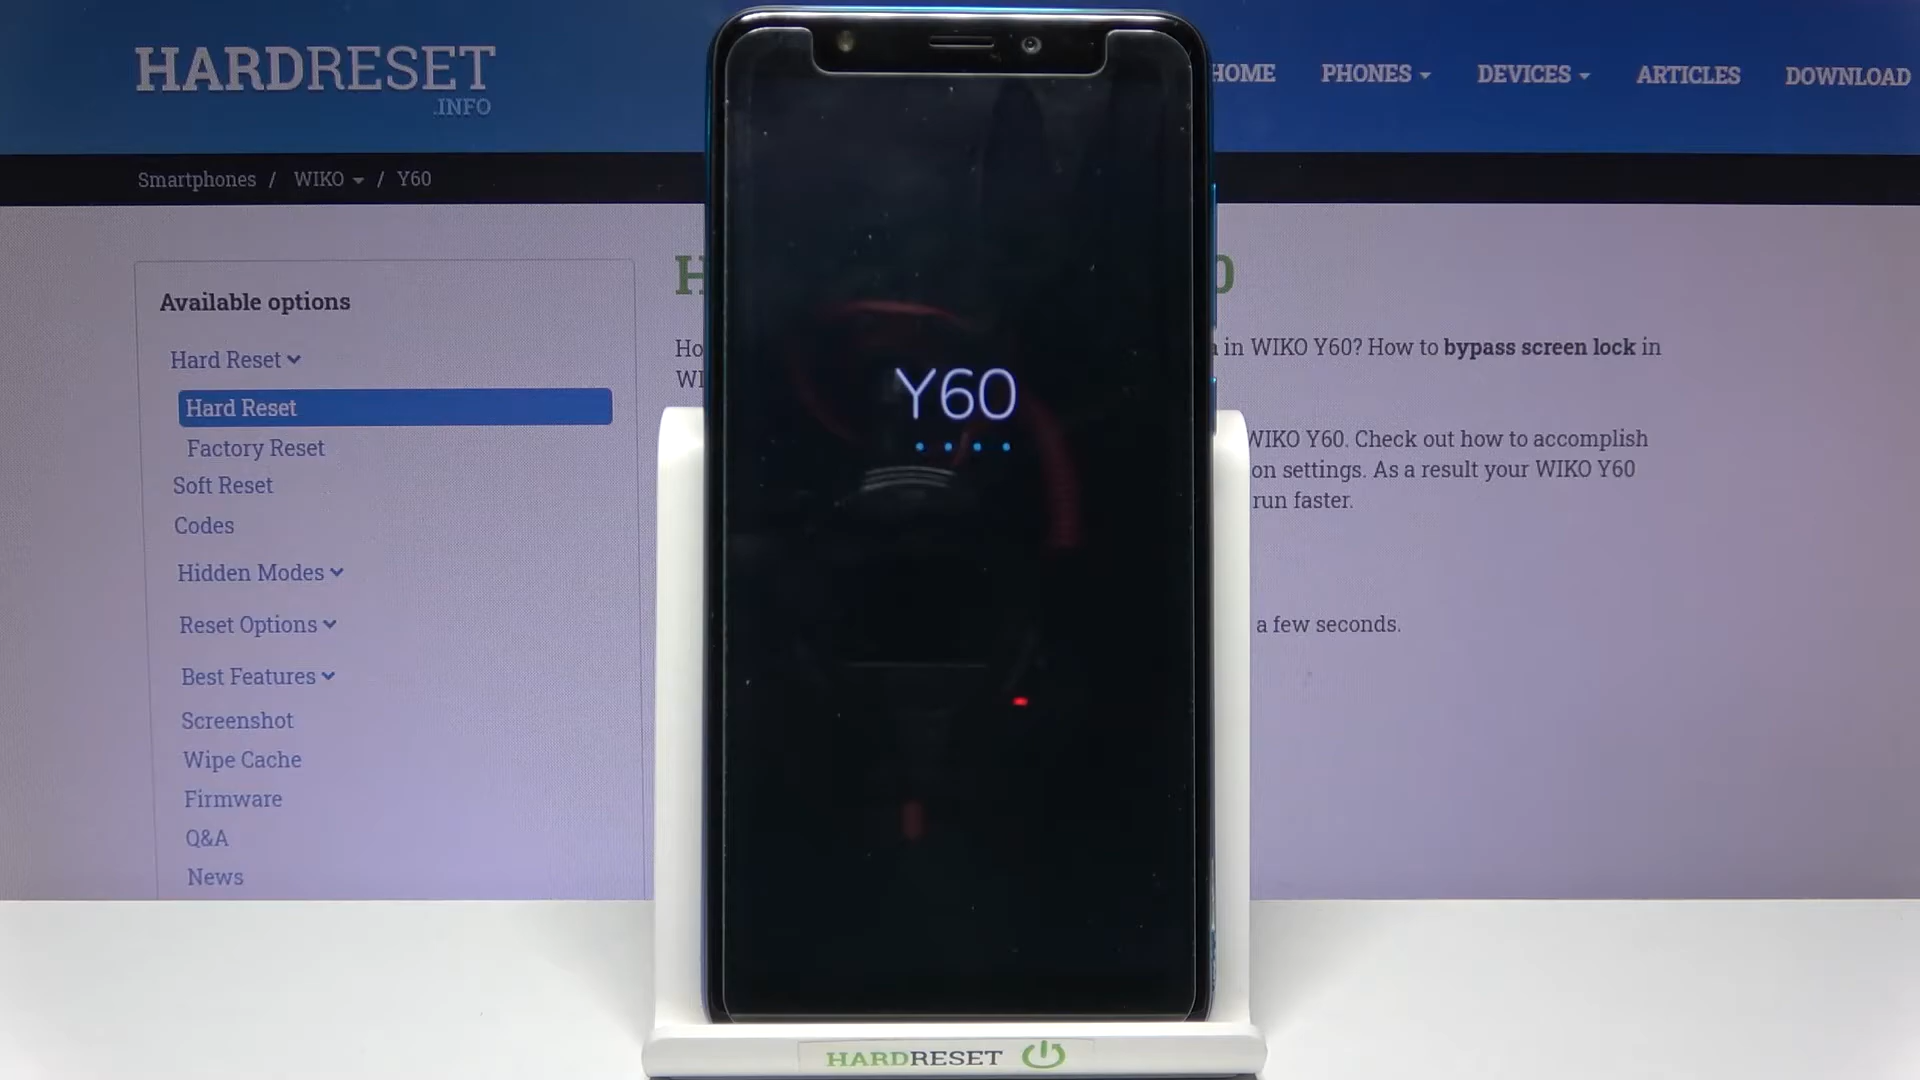 HARDRESET
.INFO
HOME PHONES DEVICES ARTICLES DOWNLOAD
Smartphones / WIKO / Y60
Available options
Hard Reset
Hard Reset
Factory Reset
Soft Reset
Codes
Hidden Modes
Reset Options
Best Features
Screenshot
Wipe Cache
Firmware
Q&A
News
in WIKO Y60? How to bypass screen lock in
WIKO Y60. Check out how to accomplish
on settings. As a result your WIKO Y60
run faster.
a few seconds.
Y60
HARDRESET